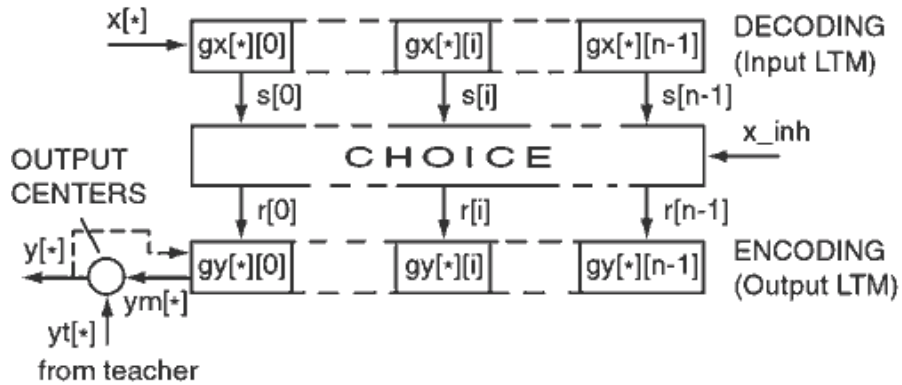 x[*]
gx[*][0] gx[*][i] gx[*][n-1]
DECODING
(Input LTM)
s[0] s[i] s[n-1]
CHOICE
x_inh
OUTPUT
CENTERS
r[0] r[i] r[n-1]
y[*]
gy[*][0] gy[*][i] gy[*][n-1]
ENCODING
(Output LTM)
ym[*]
yt[*]
from teacher